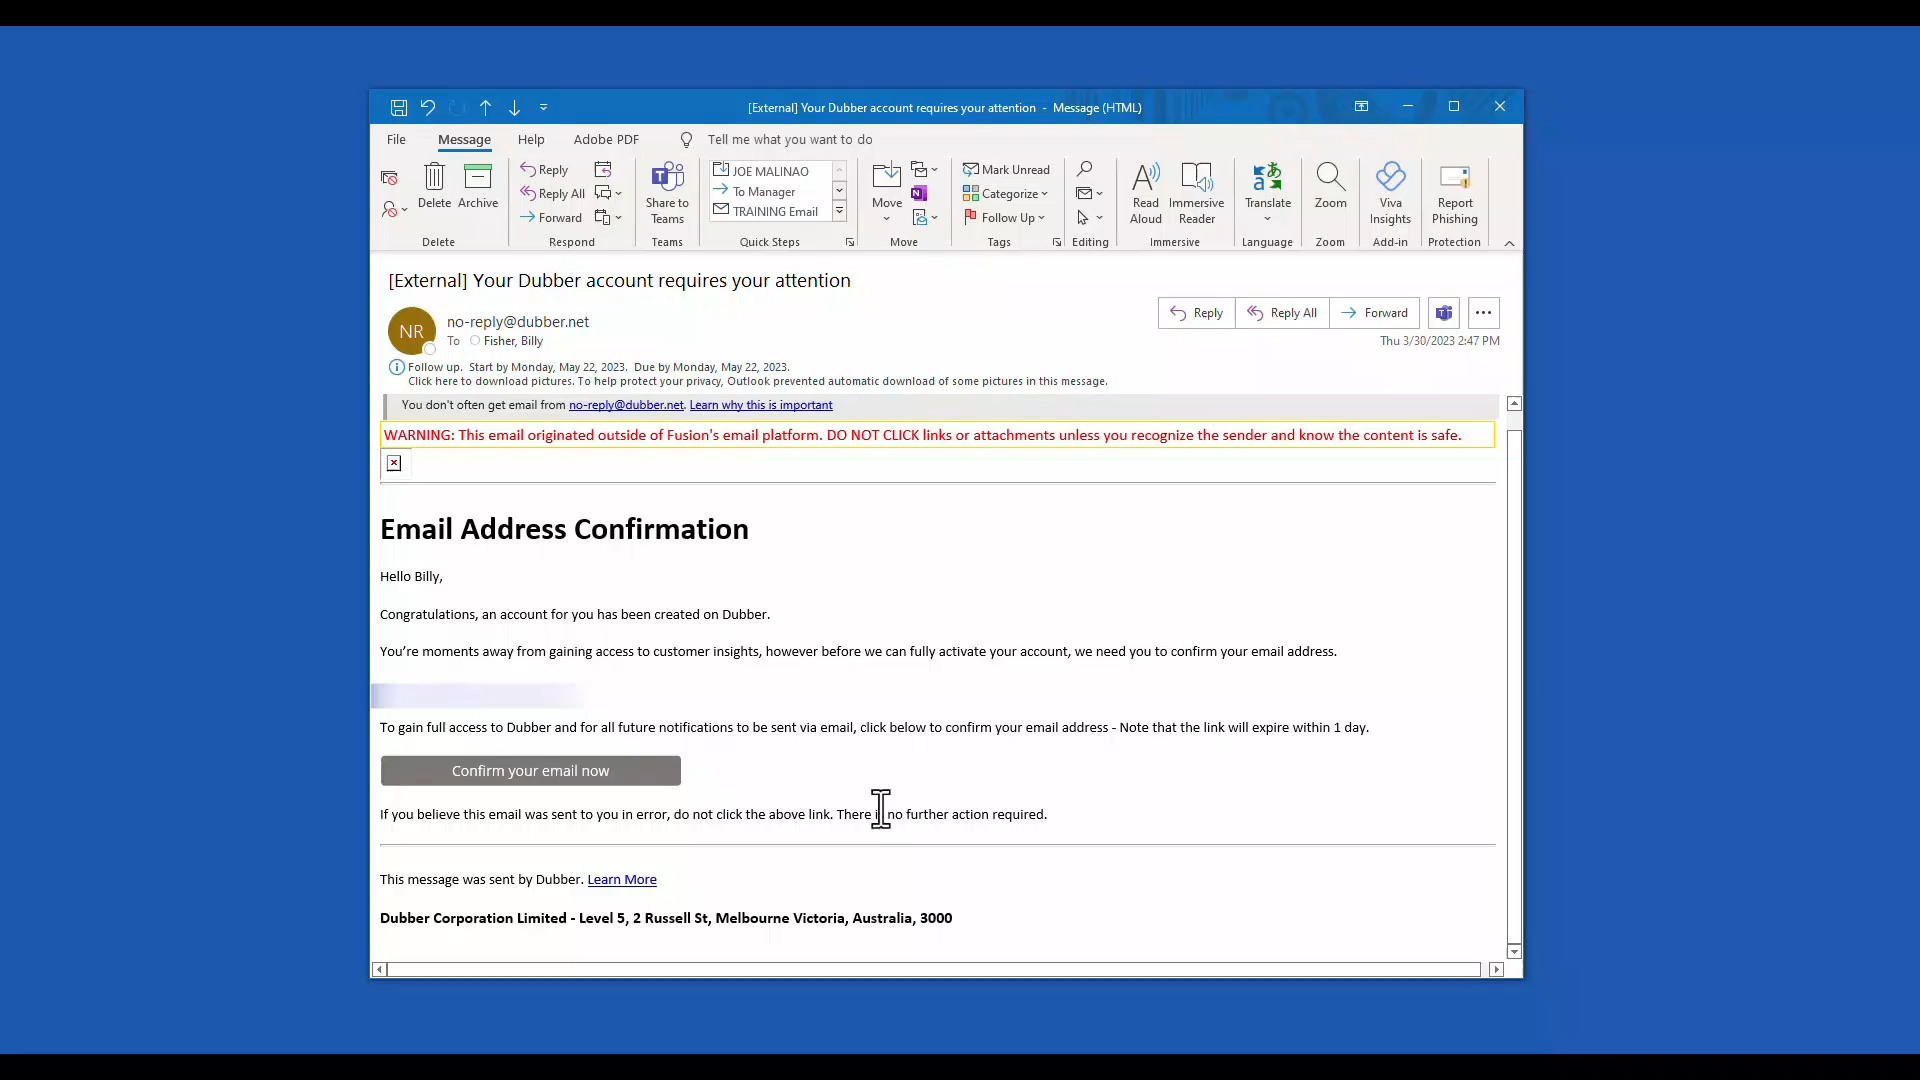 [External] Your Dubber account requires your attention - Message (HTML)
File Message Help Adobe PDF Tell me what you want to do
Delete Archive
Delete
Reply
Reply All
Forward
Respond
Share to Teams
Teams
JOE MALINAO
To Manager
TRAINING Email
Quick Steps
Move
Move
Mark Unread
Categorize
Follow Up
Tags
Editing
Read Aloud
Immersive Reader
Immersive
Translate
Language
Zoom
Zoom
Viva Insights
Add-in
Report Phishing
Protection
[External] Your Dubber account requires your attention
NR
no-reply@dubber.net
To Fisher, Billy
Reply Reply All Forward
Thu 3/30/2023 2:47 PM
Follow up. Start by Monday, May 22, 2023. Due by Monday, May 22, 2023.
Click here to download pictures. To help protect your privacy, Outlook prevented automatic download of some pictures in this message.
You don't often get email from no-reply@dubber.net. Learn why this is important
WARNING: This email originated outside of Fusion's email platform. DO NOT CLICK links or attachments unless you recognize the sender and know the content is safe.
Email Address Confirmation
Hello Billy,
Congratulations, an account for you has been created on Dubber.
You're moments away from gaining access to customer insights, however before we can fully activate your account, we need you to confirm your email address.
To gain full access to Dubber and for all future notifications to be sent via email, click below to confirm your email address - Note that the link will expire within 1 day.
Confirm your email now
If you believe this email was sent to you in error, do not click the above link. There is no further action required.
This message was sent by Dubber. Learn More
Dubber Corporation Limited - Level 5, 2 Russell St, Melbourne Victoria, Australia, 3000